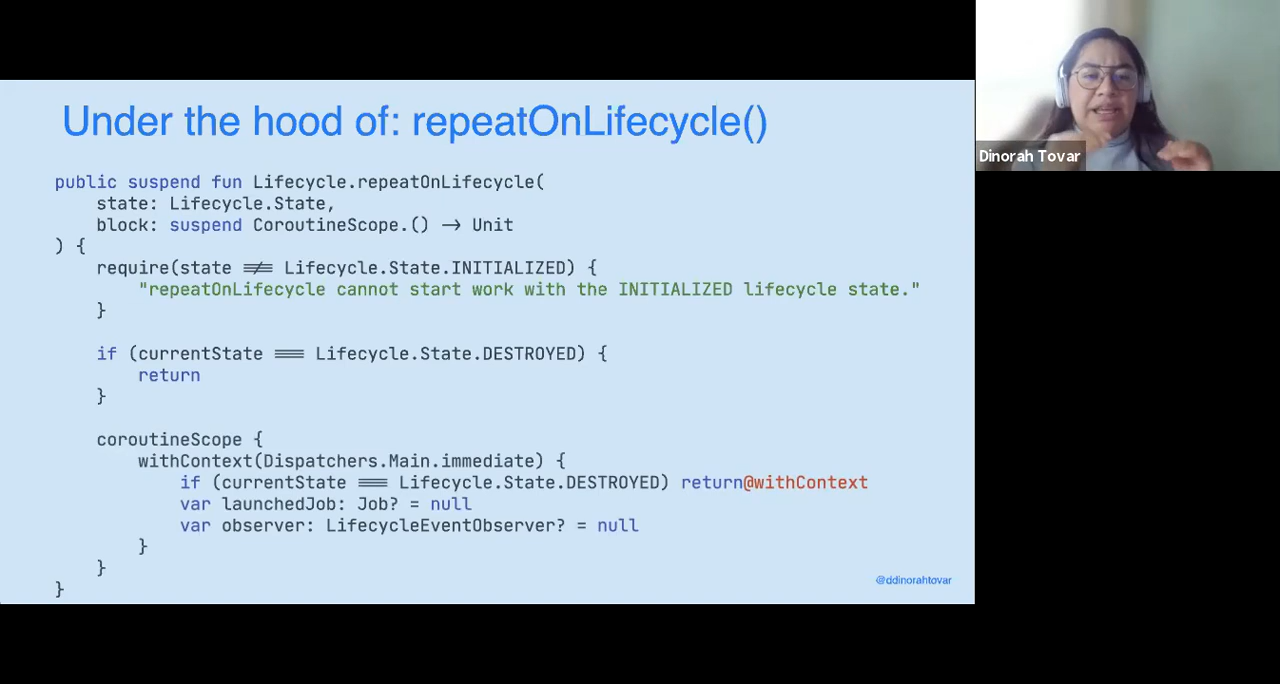 Under the hood of: repeatOnLifecycle()
public suspend fun Lifecycle.repeatOnLifecycle(
    state: Lifecycle.State,
    block: suspend CoroutineScope.() -> Unit
) {
    require(state !== Lifecycle.State.INITIALIZED) {
        "repeatOnLifecycle cannot start work with the INITIALIZED lifecycle state."
    }
    if (currentState === Lifecycle.State.DESTROYED) {
        return
    }
    coroutineScope {
        withContext(Dispatchers.Main.immediate) {
            if (currentState === Lifecycle.State.DESTROYED) return@withContext
            var launchedJob: Job? = null
            var observer: LifecycleEventObserver? = null
        }
    }
}
@ddinorahtovar
Dinorah Tovar